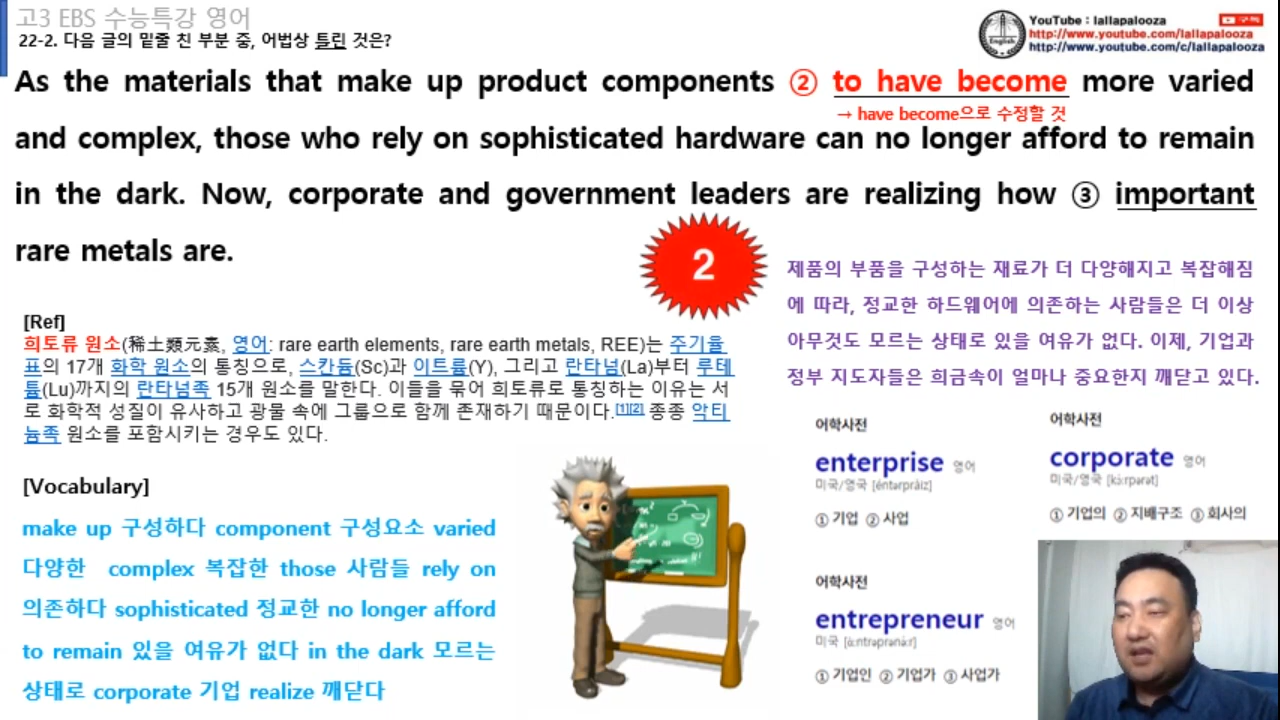 고3 EBS 수능특강 영어
22-2. 다음 글의 밑줄 친 부분 중, 어법상 틀린 것은?
YouTube : lallapalooza
구독
http://www.youtube.com/lallapalooza
http://www.youtube.com/c/lallapalooza
English
As the materials that make up product components ② to have become more varied
→ have become으로 수정할 것
and complex, those who rely on sophisticated hardware can no longer afford to remain
in the dark. Now, corporate and government leaders are realizing how ③ important
rare metals are.
2
제품의 부품을 구성하는 재료가 더 다양해지고 복잡해짐
에 따라, 정교한 하드웨어에 의존하는 사람들은 더 이상
아무것도 모르는 상태로 있을 여유가 없다. 이제, 기업과
정부 지도자들은 희금속이 얼마나 중요한지 깨닫고 있다.
[Ref]
희토류 원소(稀土類元素, 영어: rare earth elements, rare earth metals, REE)는 주기율
표의 17개 화학 원소의 통칭으로, 스칸듐(Sc)과 이트륨(Y), 그리고 란타넘(La)부터 루테
튬(Lu)까지의 란타넘족 15개 원소를 말한다. 이들을 묶어 희토류로 통칭하는 이유는 서
로 화학적 성질이 유사하고 광물 속에 그룹으로 함께 존재하기 때문이다.[1][2] 종종 악티
늄족 원소를 포함시키는 경우도 있다.
[Vocabulary]
make up 구성하다 component 구성요소 varied
다양한 complex 복잡한 those 사람들 rely on
의존하다 sophisticated 정교한 no longer afford
to remain 있을 여유가 없다 in the dark 모르는
상태로 corporate 기업 realize 깨닫다
어학사전
enterprise 영어
미국/영국 [éntərpràiz]
① 기업 ② 사업
어학사전
corporate 영어
미국/영국 [kɔ́ːrpərət]
① 기업의 ② 지배구조 ③ 회사의
어학사전
entrepreneur 영어
미국 [ɑ̀ːntrəprənə́ːr]
① 기업인 ② 기업가 ③ 사업가